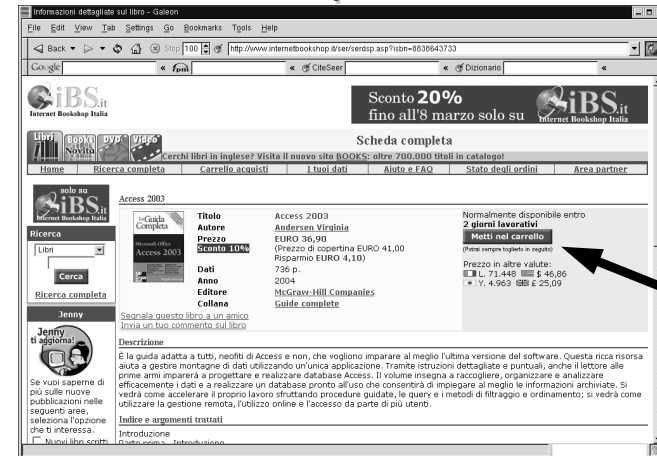 Informazioni dettagliate sul libro - Galeon
File Edit View Tab Settings Go Bookmarks Tools Help
Back Stop 100 http://www.internetbookshop.it/ser/serdsp.asp?isbn=8838643733
Google « fpm « CiteSeer « Dizionario «
iBS.it
Internet Bookshop Italia
Sconto 20%
fino all'8 marzo solo su
iBS.it
Internet Bookshop Italia
Libri Books DVD Video
Novità
Scheda completa
Cerchi libri in inglese? Visita il nuovo sito BOOKS: oltre 700.000 titoli in catalogo!
Home Ricerca completa Carrello acquisti I tuoi dati Aiuto e FAQ Stato degli ordini Area partner
solo su
iBS.it
Internet Bookshop Italia
Ricerca
Libri
Cerca
Ricerca completa
Jenny
Jenny
ti aggiorna!
Se vuoi saperne di
più sulle nuove
pubblicazioni nelle
seguenti aree,
seleziona l'opzione
che ti interessa.
Nuovi libri scritti
Access 2003
la Guida
Completa
Microsoft Office
Access 2003
Titolo Access 2003
Autore Andersen Virginia
Prezzo EURO 36,90
Sconto 10% (Prezzo di copertina EURO 41,00
Risparmio EURO 4,10)
Dati 736 p.
Anno 2004
Editore McGraw-Hill Companies
Collana Guide complete
Segnala questo libro a un amico
Invia un tuo commento sul libro
Normalmente disponibile entro
2 giorni lavorativi
Metti nel carrello
(Potrai sempre toglierlo in seguito)
Prezzo in altre valute:
L. 71.448 $ 46,86
Y. 4.963 £ 25,09
Descrizione
È la guida adatta a tutti, neofiti di Access e non, che vogliono imparare al meglio l'ultima versione del software. Questa ricca risorsa
aiuta a gestire montagne di dati utilizzando un'unica applicazione. Tramite istruzioni dettagliate e puntuali, anche il lettore alle
prime armi imparerà a progettare e realizzare database Access. Il volume insegna a raccogliere, organizzare e analizzare
efficacemente i dati e a realizzare un database pronto all'uso che consentirà di impiegare al meglio le informazioni archiviate. Si
vedrà come accelerare il proprio lavoro sfruttando procedure guidate, le query e i metodi di filtraggio e ordinamento; si vedrà come
utilizzare la gestione remota, l'utilizzo online e l'accesso da parte di più utenti.
Indice e argomenti trattati
Introduzione
Parte prima - Introduzione